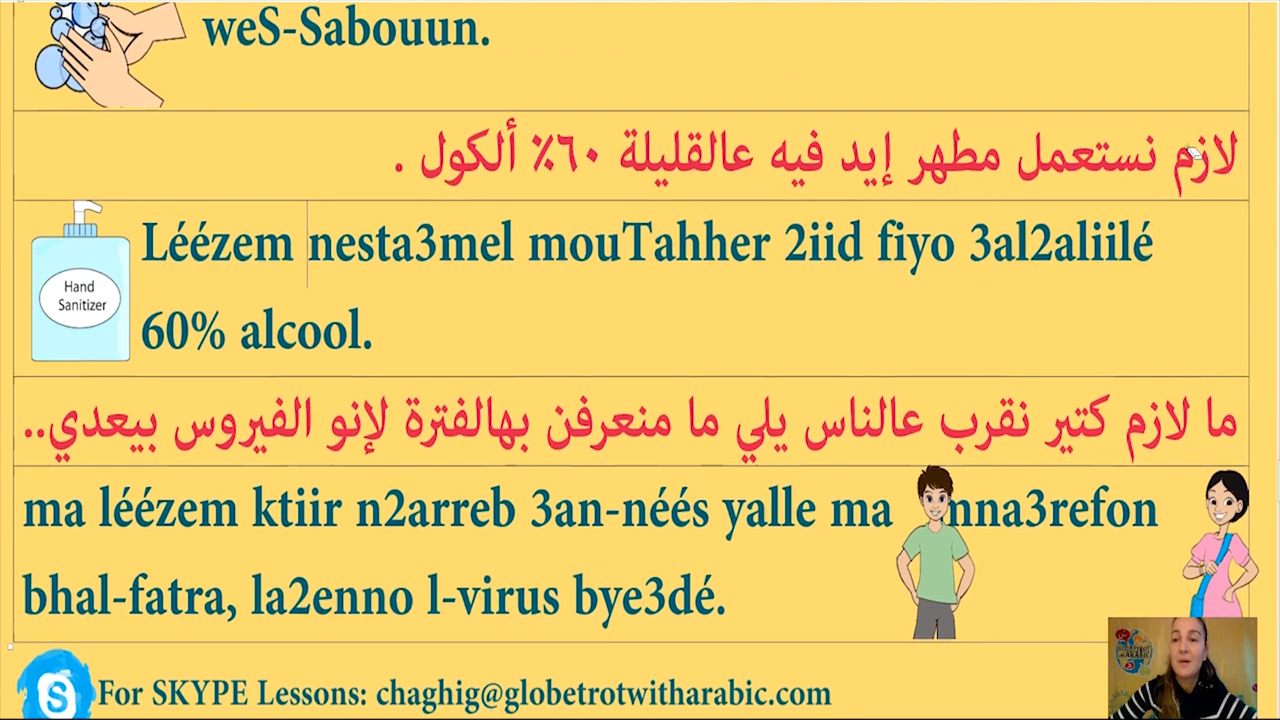 weS-Sabouun.
لازم نستعمل مطهر إيد فيه عالقليلة ٦٠٪ ألكول .
Hand
Sanitizer
Léézem nesta3mel mouTahher 2iid fiyo 3al2aliilé
60% alcool.
ما لازم كتير نقرب عالناس يلي ما منعرفن بهالفترة لإنو الفيروس بيعدي..
ma léézem ktiir n2arreb 3an-néés yalle ma nna3refon
bhal-fatra, la2enno l-virus bye3dé.
For SKYPE Lessons: chaghig@globetrotwitharabic.com